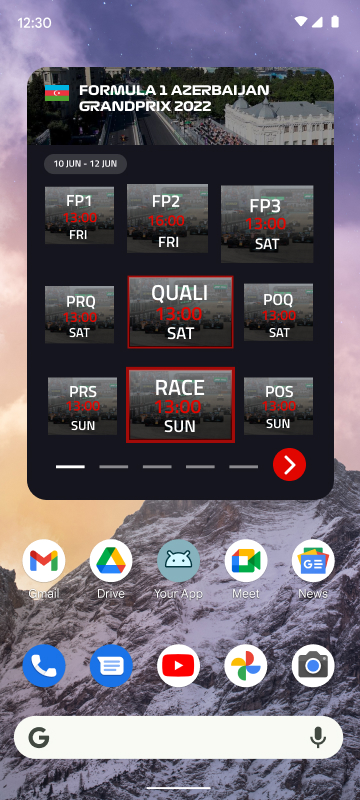 12:30
FORMULA 1 AZERBAIJAN
GRANDPRIX 2022
10 JUN - 12 JUN
FP1
13:00
FRI
FP2
16:00
FRI
FP3
13:00
SAT
PRQ
13:00
SAT
QUALI
13:00
SAT
POQ
13:00
SAT
PRS
13:00
SUN
RACE
13:00
SUN
POS
13:00
SUN
Gmail
Drive
Your App
Meet
News